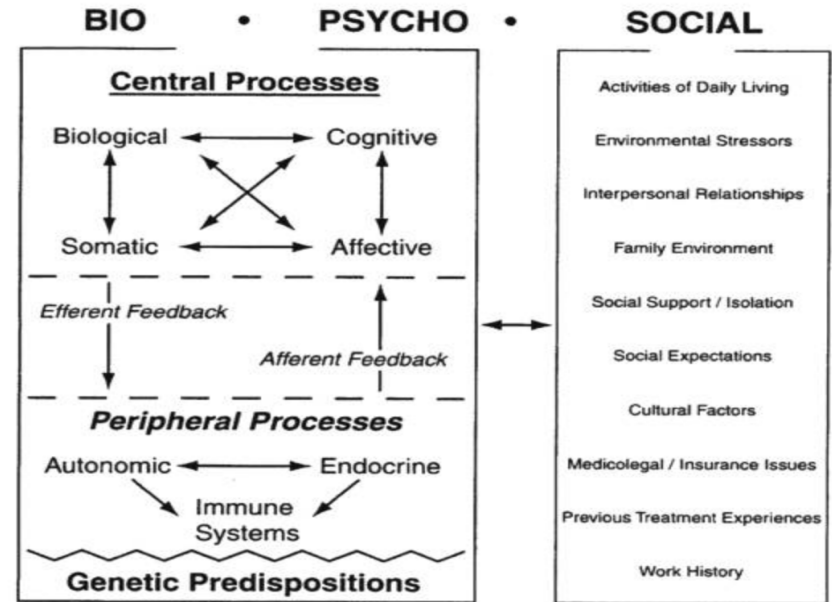 BIO • PSYCHO • SOCIAL
Central Processes
Biological Cognitive
Somatic Affective
Efferent Feedback
Afferent Feedback
Peripheral Processes
Autonomic Endocrine
Immune
Systems
Genetic Predispositions
Activities of Daily Living
Environmental Stressors
Interpersonal Relationships
Family Environment
Social Support / Isolation
Social Expectations
Cultural Factors
Medicolegal / Insurance Issues
Previous Treatment Experiences
Work History